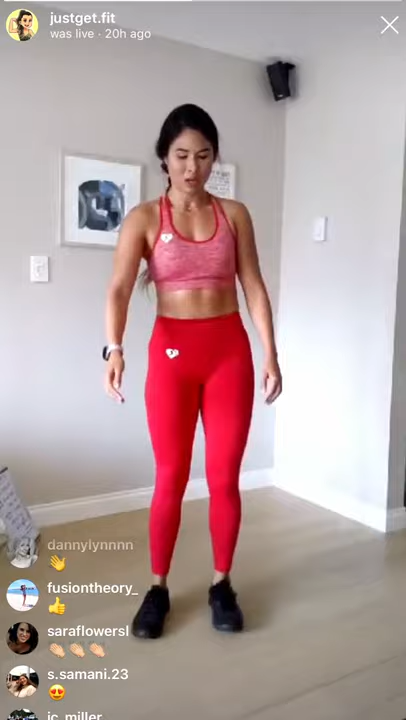 justget.fit
was live · 20h ago
dannylynnnn
👋
fusiontheory_
👍
saraflowersl
👏🏼👏🏼👏🏼
s.samani.23
😍
jc_miller